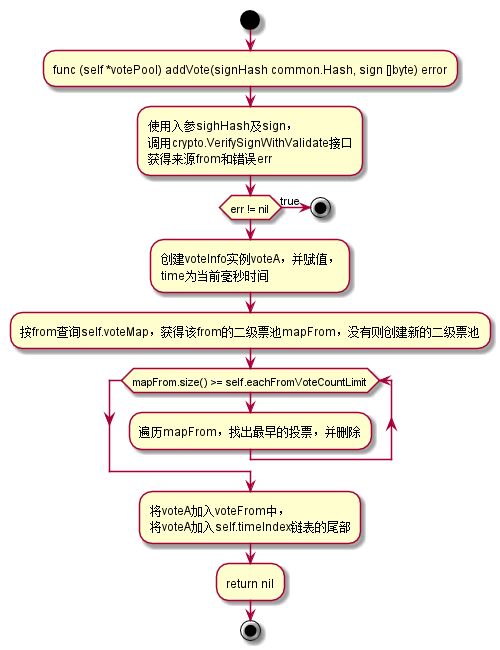 func (self *votePool) addVote(signHash common.Hash, sign []byte) error
使用入参sighHash及sign，
调用crypto.VerifySignWithValidate接口
获得来源from和错误err
err != nil
true
创建voteInfo实例voteA，并赋值，
time为当前毫秒时间
按from查询self.voteMap，获得该from的二级票池mapFrom，没有则创建新的二级票池
mapFrom.size() >= self.eachFromVoteCountLimit
遍历mapFrom，找出最早的投票，并删除
将voteA加入voteFrom中，
将voteA加入self.timeIndex链表的尾部
return nil